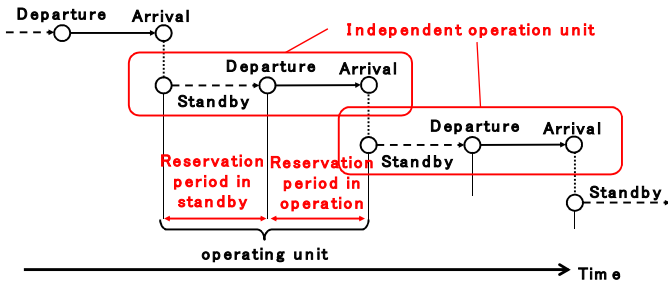 Departure
Arrival
Independent operation unit
Departure
Arrival
Standby
Departure
Arrival
Standby
Reservation
period in
standby
Reservation
period in
operation
Standby
operating unit
Time